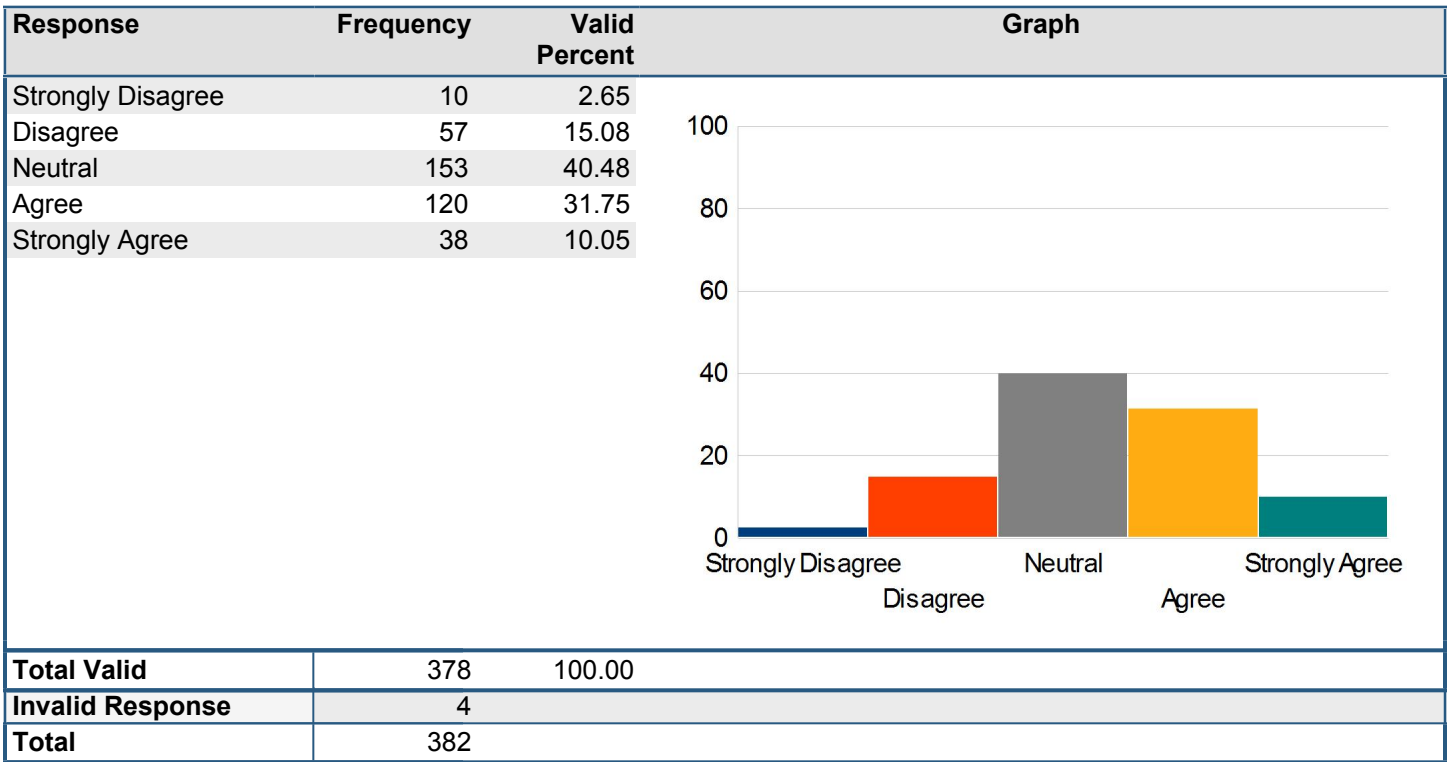 Response Frequency Valid Percent Graph
Strongly Disagree 10 2.65
Disagree 57 15.08
Neutral 153 40.48
Agree 120 31.75
Strongly Agree 38 10.05
100
80
60
40
20
0
Strongly Disagree Neutral Strongly Agree
Disagree Agree
Total Valid 378 100.00
Invalid Response 4
Total 382